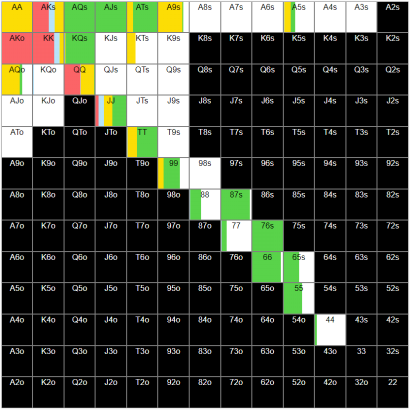 AA AKs AQs AJs ATs A9s A8s A7s A6s A5s A4s A3s A2s
AKo KK KQs KJs KTs K9s K8s K7s K6s K5s K4s K3s K2s
AQo KQo QQ QJs QTs Q9s Q8s Q7s Q6s Q5s Q4s Q3s Q2s
AJo KJo QJo JJ JTs J9s J8s J7s J6s J5s J4s J3s J2s
ATo KTo QTo JTo TT T9s T8s T7s T6s T5s T4s T3s T2s
A9o K9o Q9o J9o T9o 99 98s 97s 96s 95s 94s 93s 92s
A8o K8o Q8o J8o T8o 98o 88 87s 86s 85s 84s 83s 82s
A7o K7o Q7o J7o T7o 97o 87o 77 76s 75s 74s 73s 72s
A6o K6o Q6o J6o T6o 96o 86o 76o 66 65s 64s 63s 62s
A5o K5o Q5o J5o T5o 95o 85o 75o 65o 55 54s 53s 52s
A4o K4o Q4o J4o T4o 94o 84o 74o 64o 54o 44 43s 42s
A3o K3o Q3o J3o T3o 93o 83o 73o 63o 53o 43o 33 32s
A2o K2o Q2o J2o T2o 92o 82o 72o 62o 52o 42o 32o 22